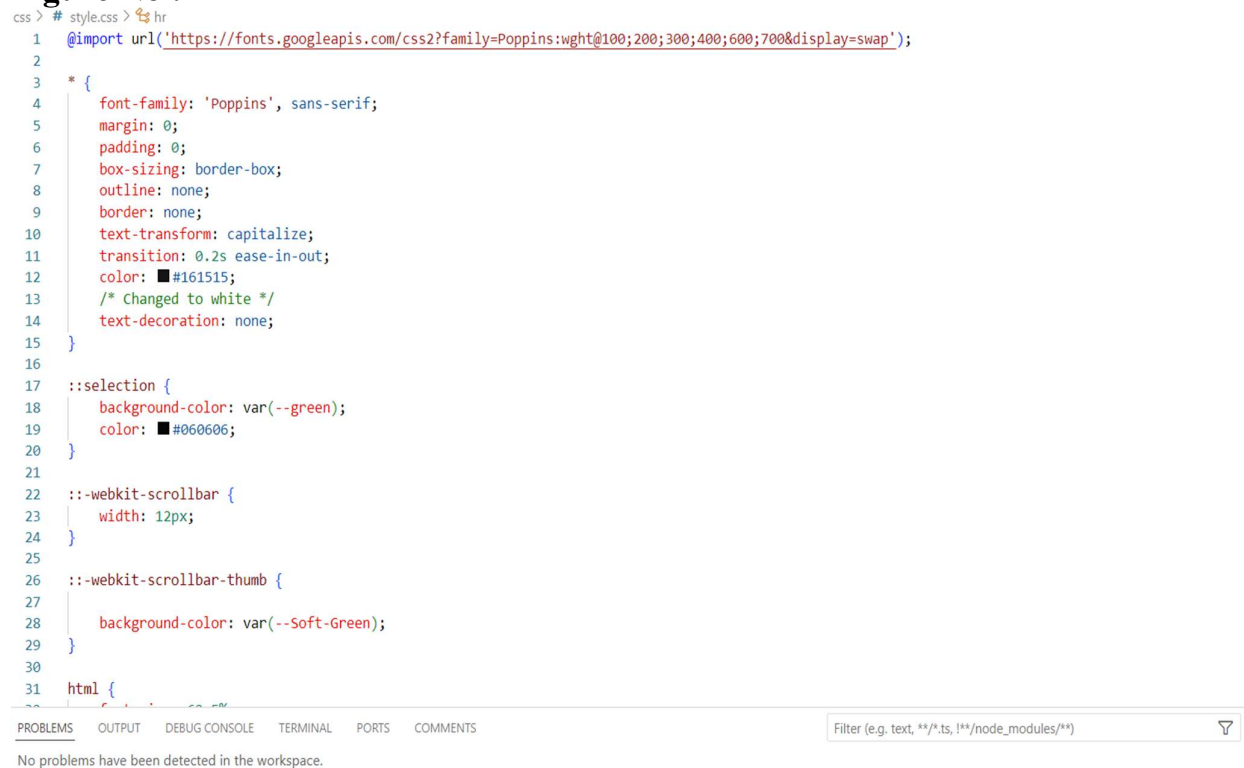 css > # style.css > hr
1 @import url('https://fonts.googleapis.com/css2?family=Poppins:wght@100;200;300;400;600;700&display=swap');
2
3 * {
4 font-family: 'Poppins', sans-serif;
5 margin: 0;
6 padding: 0;
7 box-sizing: border-box;
8 outline: none;
9 border: none;
10 text-transform: capitalize;
11 transition: 0.2s ease-in-out;
12 color: #161515;
13 /* Changed to white */
14 text-decoration: none;
15 }
16
17 ::selection {
18 background-color: var(--green);
19 color: #060606;
20 }
21
22 ::-webkit-scrollbar {
23 width: 12px;
24 }
25
26 ::-webkit-scrollbar-thumb {
27
28 background-color: var(--Soft-Green);
29 }
30
31 html {
PROBLEMS OUTPUT DEBUG CONSOLE TERMINAL PORTS COMMENTS Filter (e.g. text, **/*.ts, !**/node_modules/**)
No problems have been detected in the workspace.